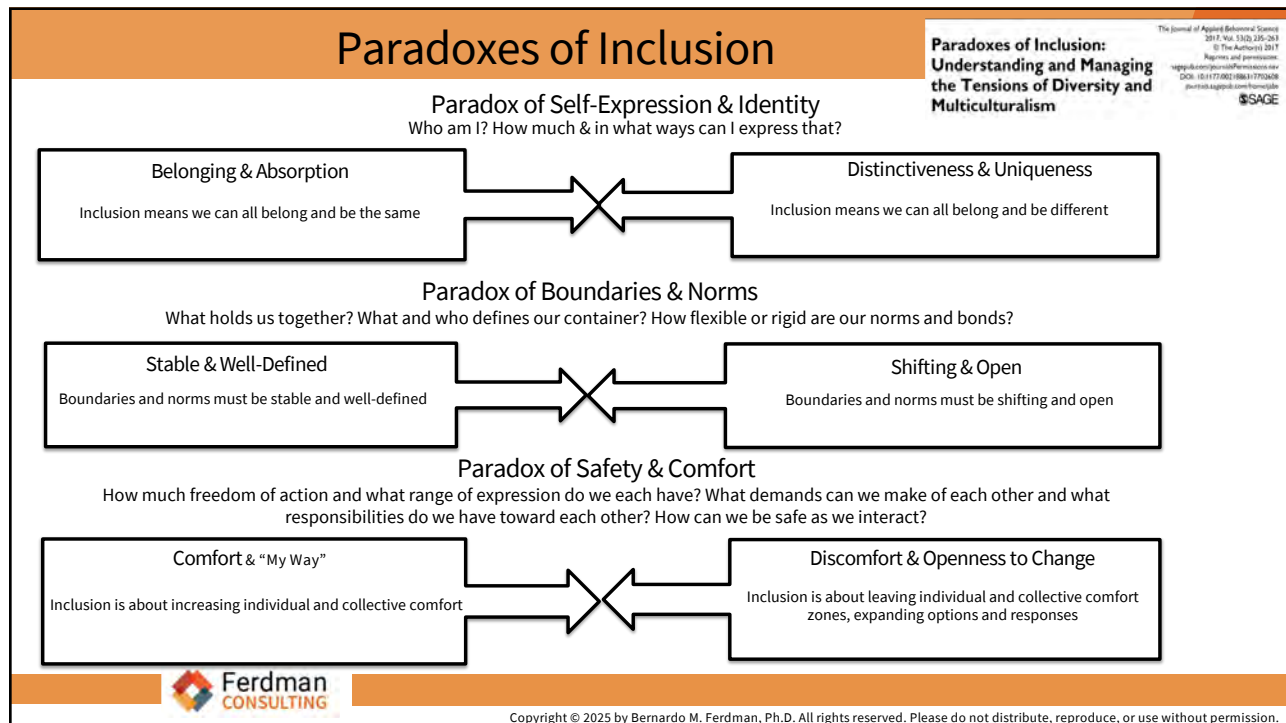 Paradoxes of Inclusion
Paradoxes of Inclusion:
Understanding and Managing
the Tensions of Diversity and
Multiculturalism
The Journal of Applied Behavioral Science
2017, Vol. 53(2) 235–263
© The Author(s) 2017
Reprints and permissions:
SAGE
Paradox of Self-Expression & Identity
Who am I? How much & in what ways can I express that?
Belonging & Absorption
Inclusion means we can all belong and be the same
Distinctiveness & Uniqueness
Inclusion means we can all belong and be different
Paradox of Boundaries & Norms
What holds us together? What and who defines our container? How flexible or rigid are our norms and bonds?
Stable & Well-Defined
Boundaries and norms must be stable and well-defined
Shifting & Open
Boundaries and norms must be shifting and open
Paradox of Safety & Comfort
How much freedom of action and what range of expression do we each have? What demands can we make of each other and what
responsibilities do we have toward each other? How can we be safe as we interact?
Comfort & "My Way"
Inclusion is about increasing individual and collective comfort
Discomfort & Openness to Change
Inclusion is about leaving individual and collective comfort
zones, expanding options and responses
Ferdman
CONSULTING
Copyright © 2025 by Bernardo M. Ferdman, Ph.D. All rights reserved. Please do not distribute, reproduce, or use without permission.